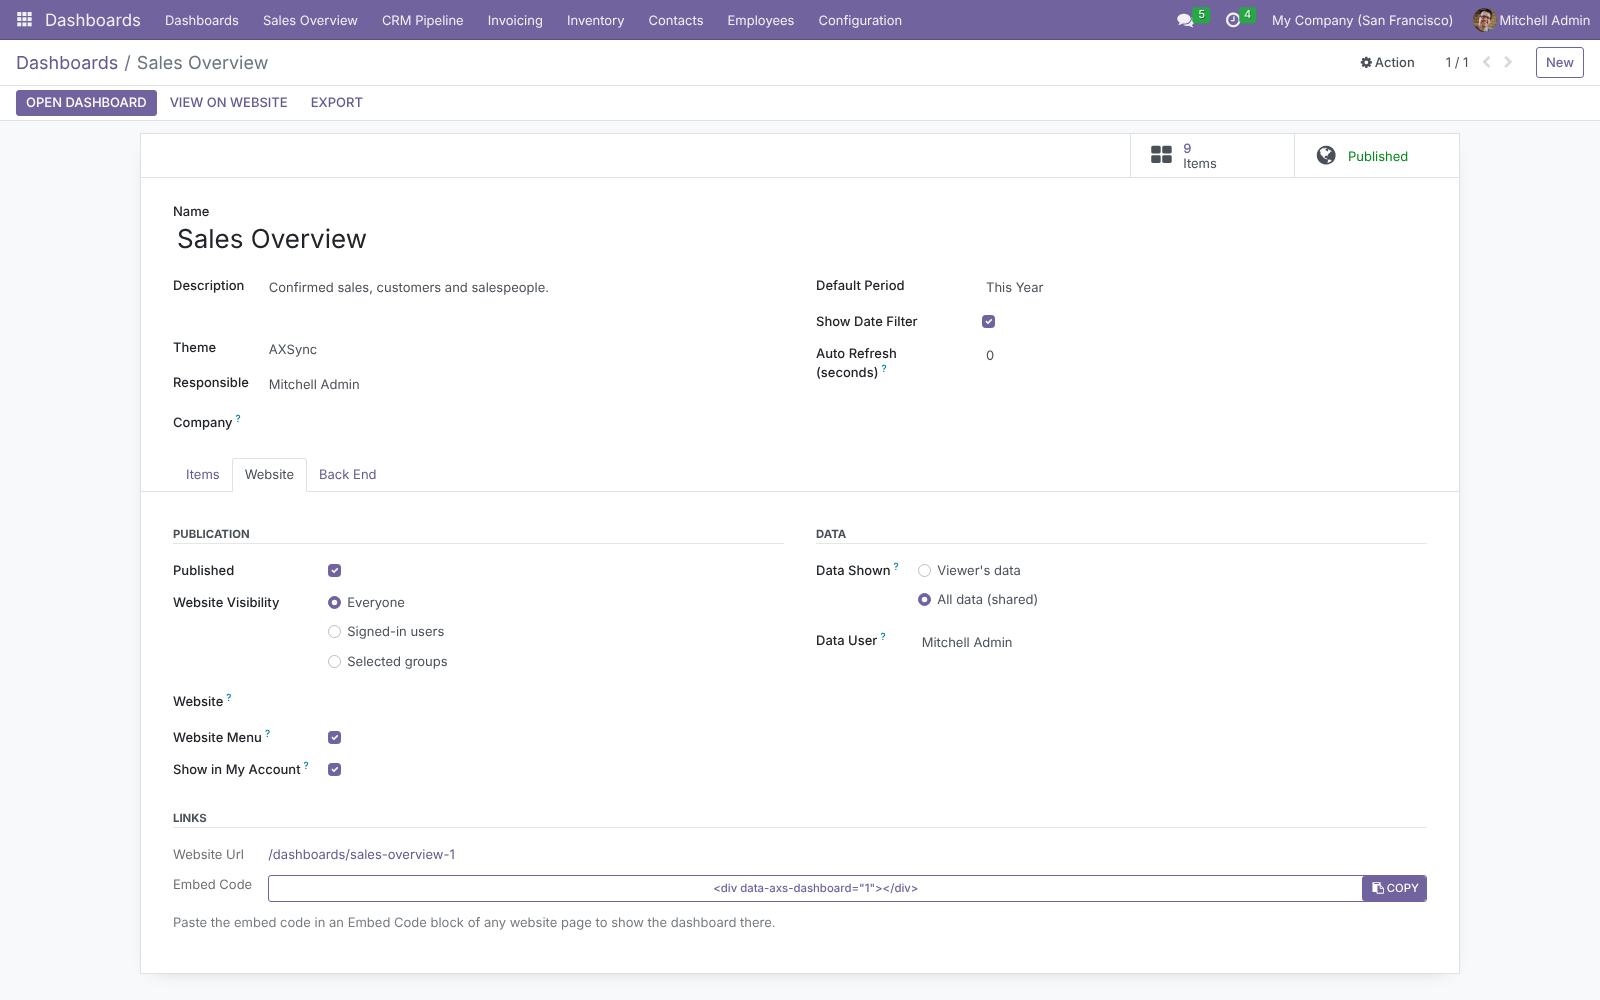 Dashboards Dashboards Sales Overview CRM Pipeline Invoicing Inventory Contacts Employees Configuration 5 4 My Company (San Francisco) Mitchell Admin
Dashboards / Sales Overview Action 1 / 1 New
OPEN DASHBOARD VIEW ON WEBSITE EXPORT
9
Items
Published
Name
Sales Overview
Description Confirmed sales, customers and salespeople.
Theme AXSync
Responsible Mitchell Admin
Company ?
Default Period This Year
Show Date Filter
Auto Refresh
(seconds) ? 0
Items Website Back End
PUBLICATION
Published
Website Visibility Everyone
Signed-in users
Selected groups
Website ?
Website Menu ?
Show in My Account ?
DATA
Data Shown ? Viewer's data
All data (shared)
Data User ? Mitchell Admin
LINKS
Website Url /dashboards/sales-overview-1
Embed Code <div data-axs-dashboard="1"></div> COPY
Paste the embed code in an Embed Code block of any website page to show the dashboard there.